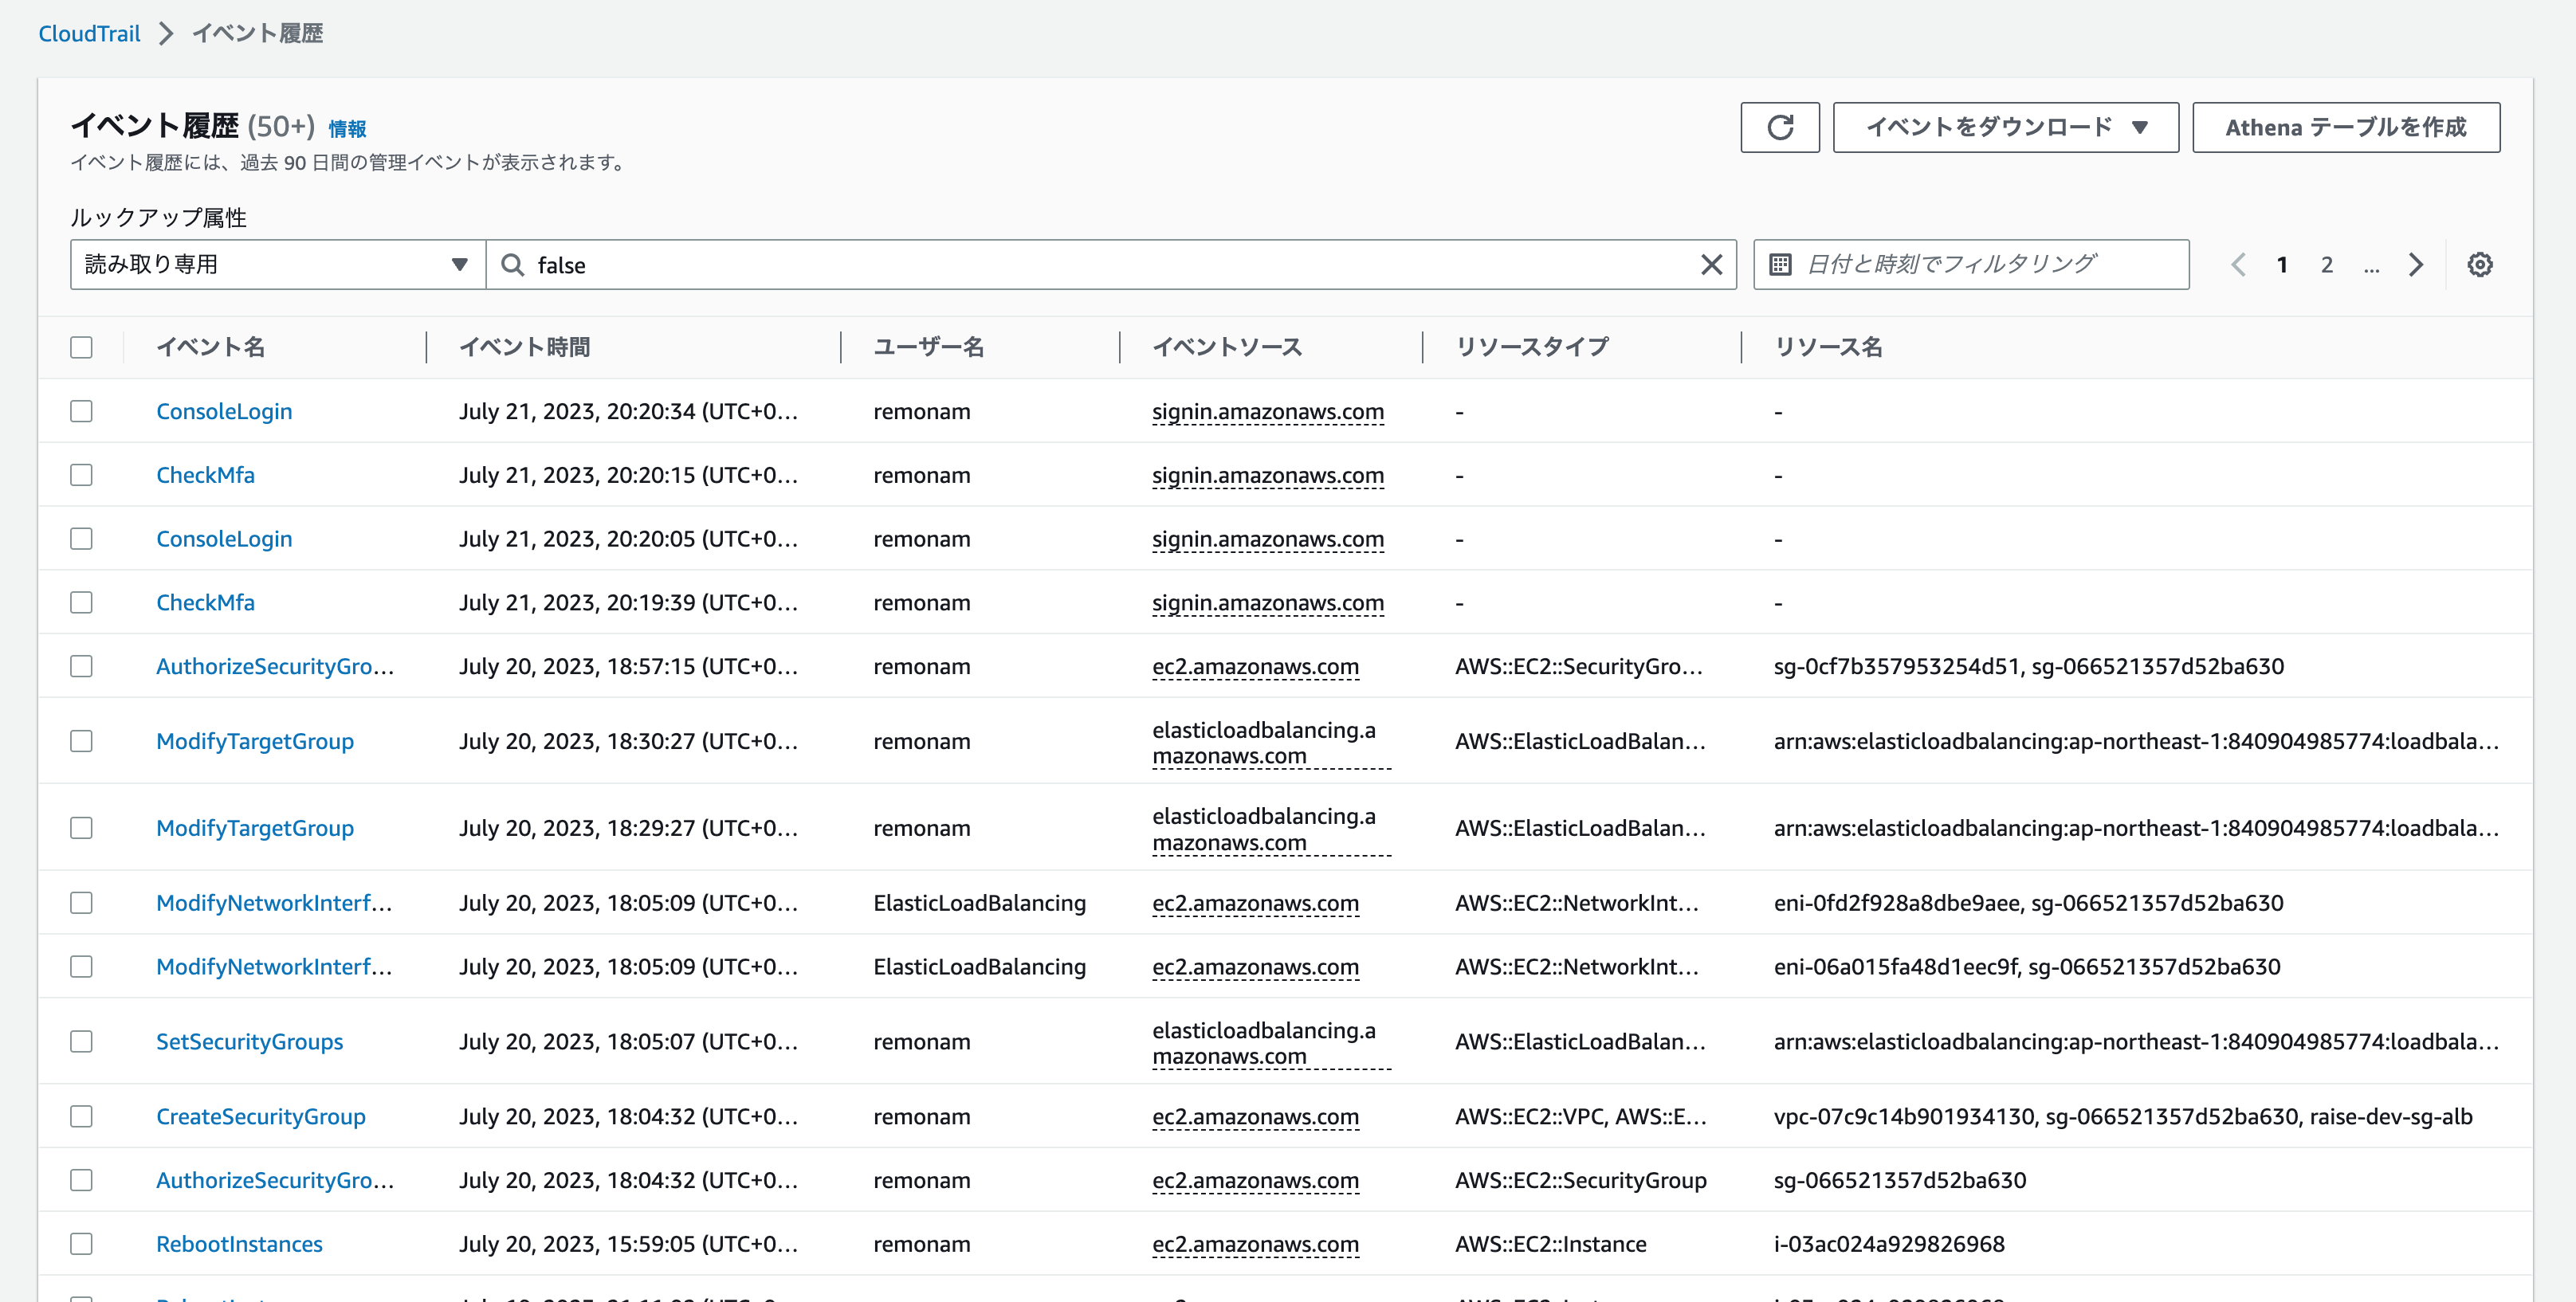 CloudTrail > イベント履歴
イベント履歴 (50+) 情報
イベント履歴には、過去 90 日間の管理イベントが表示されます。
イベントをダウンロード
Athena テーブルを作成
ルックアップ属性
読み取り専用 false 日付と時刻でフィルタリング 1 2 ...
イベント名 イベント時間 ユーザー名 イベントソース リソースタイプ リソース名
ConsoleLogin July 21, 2023, 20:20:34 (UTC+0... remonam signin.amazonaws.com - -
CheckMfa July 21, 2023, 20:20:15 (UTC+0... remonam signin.amazonaws.com - -
ConsoleLogin July 21, 2023, 20:20:05 (UTC+0... remonam signin.amazonaws.com - -
CheckMfa July 21, 2023, 20:19:39 (UTC+0... remonam signin.amazonaws.com - -
AuthorizeSecurityGro... July 20, 2023, 18:57:15 (UTC+0... remonam ec2.amazonaws.com AWS::EC2::SecurityGro... sg-0cf7b357953254d51, sg-066521357d52ba630
ModifyTargetGroup July 20, 2023, 18:30:27 (UTC+0... remonam elasticloadbalancing.a
mazonaws.com AWS::ElasticLoadBalan... arn:aws:elasticloadbalancing:ap-northeast-1:840904985774:loadbala...
ModifyTargetGroup July 20, 2023, 18:29:27 (UTC+0... remonam elasticloadbalancing.a
mazonaws.com AWS::ElasticLoadBalan... arn:aws:elasticloadbalancing:ap-northeast-1:840904985774:loadbala...
ModifyNetworkInterf... July 20, 2023, 18:05:09 (UTC+0... ElasticLoadBalancing ec2.amazonaws.com AWS::EC2::NetworkInt... eni-0fd2f928a8dbe9aee, sg-066521357d52ba630
ModifyNetworkInterf... July 20, 2023, 18:05:09 (UTC+0... ElasticLoadBalancing ec2.amazonaws.com AWS::EC2::NetworkInt... eni-06a015fa48d1eec9f, sg-066521357d52ba630
SetSecurityGroups July 20, 2023, 18:05:07 (UTC+0... remonam elasticloadbalancing.a
mazonaws.com AWS::ElasticLoadBalan... arn:aws:elasticloadbalancing:ap-northeast-1:840904985774:loadbala...
CreateSecurityGroup July 20, 2023, 18:04:32 (UTC+0... remonam ec2.amazonaws.com AWS::EC2::VPC, AWS::E... vpc-07c9c14b901934130, sg-066521357d52ba630, raise-dev-sg-alb
AuthorizeSecurityGro... July 20, 2023, 18:04:32 (UTC+0... remonam ec2.amazonaws.com AWS::EC2::SecurityGroup sg-066521357d52ba630
RebootInstances July 20, 2023, 15:59:05 (UTC+0... remonam ec2.amazonaws.com AWS::EC2::Instance i-03ac024a929826968